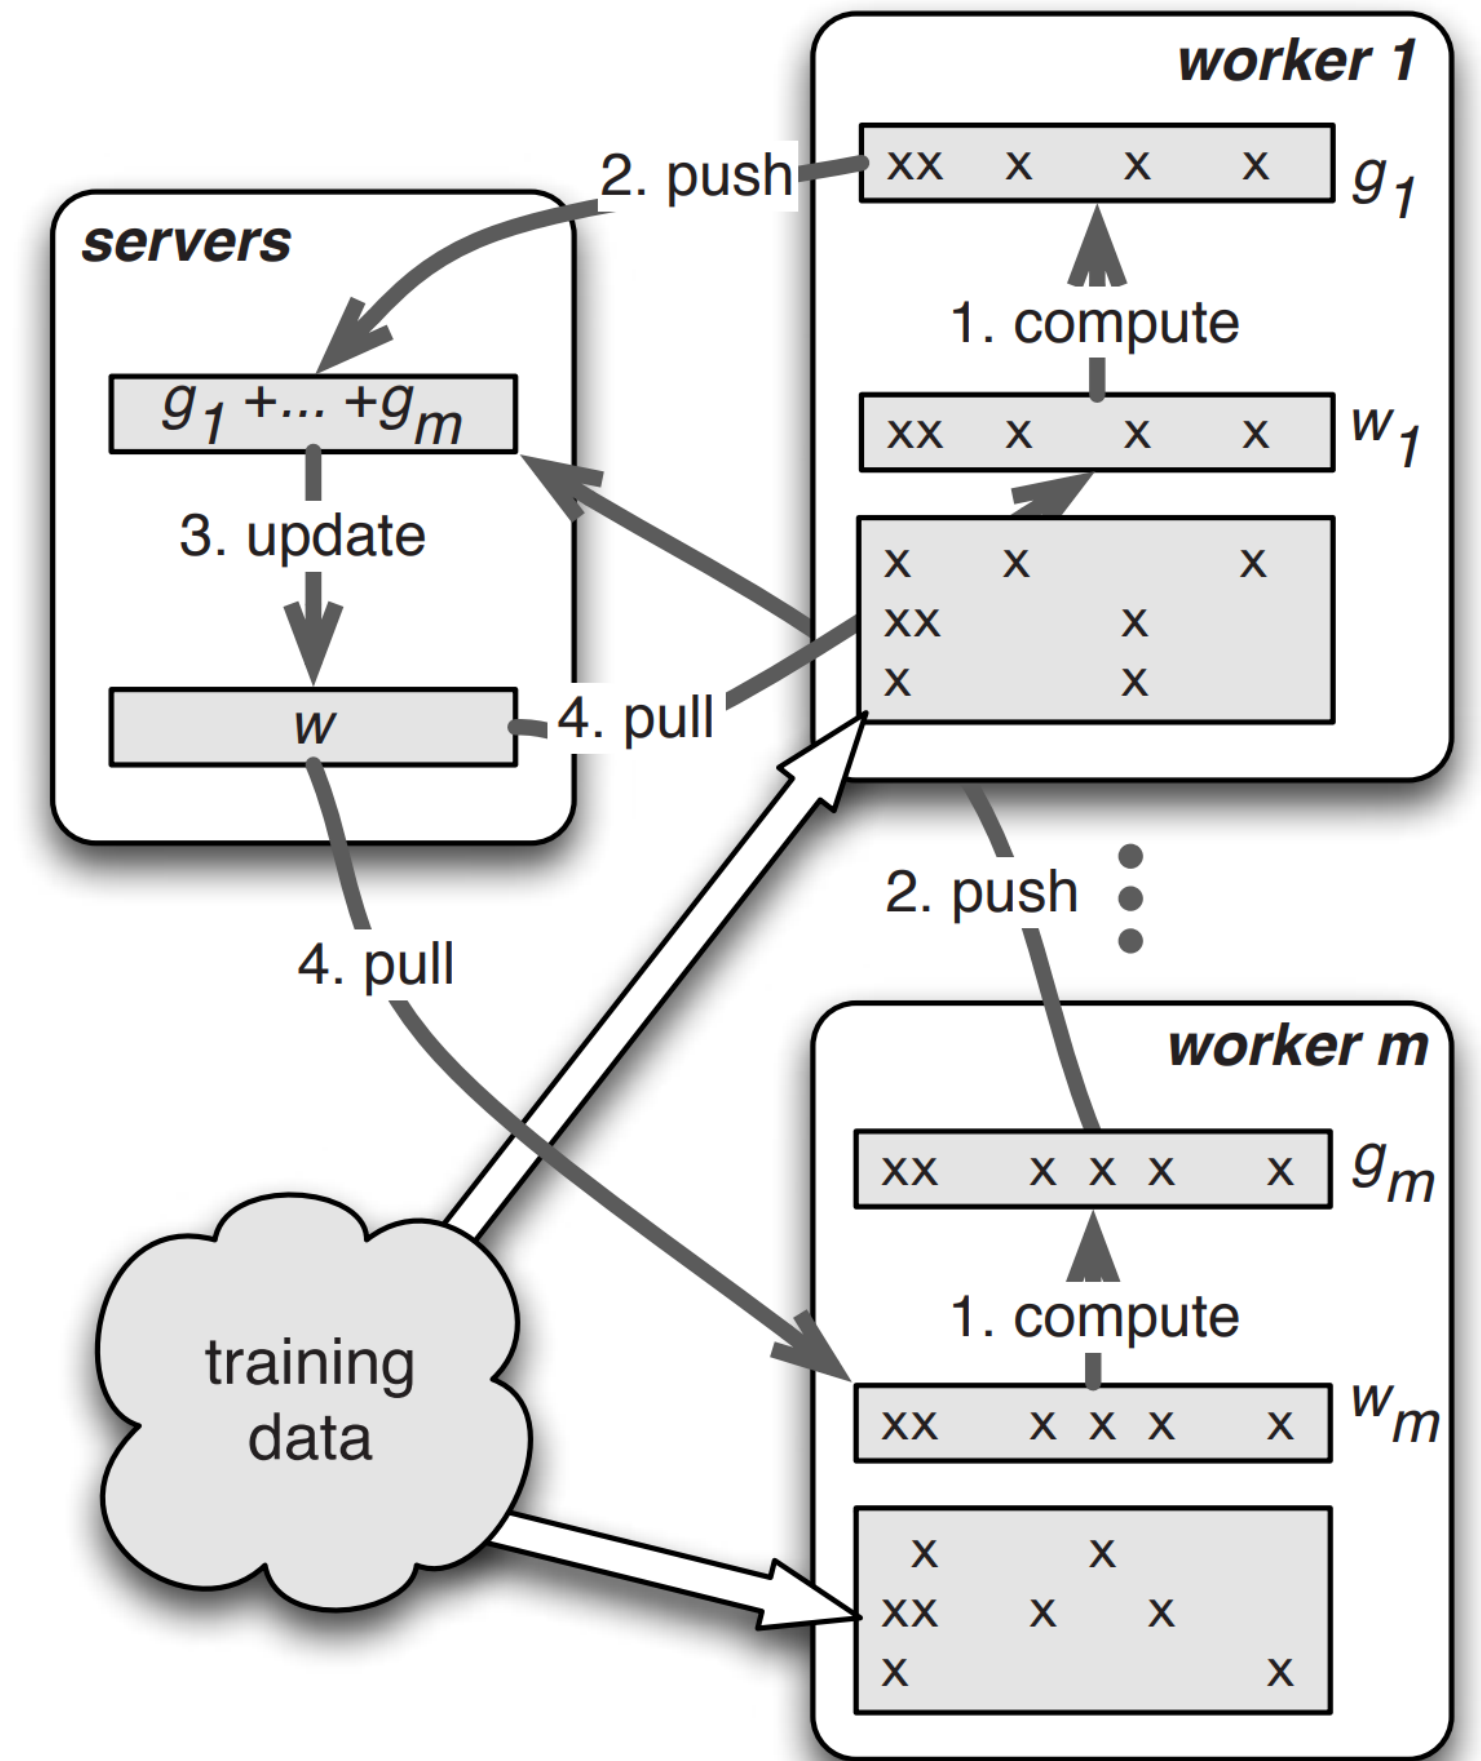 worker 1
xx x x x
g1
2. push
servers
1. compute
g1 +... +gm
xx x x x
w1
3. update
x x x
xx x
x x
w
4. pull
2. push
4. pull
worker m
xx x x x x
gm
1. compute
training
data
xx x x x x
wm
x x
xx x x
x x